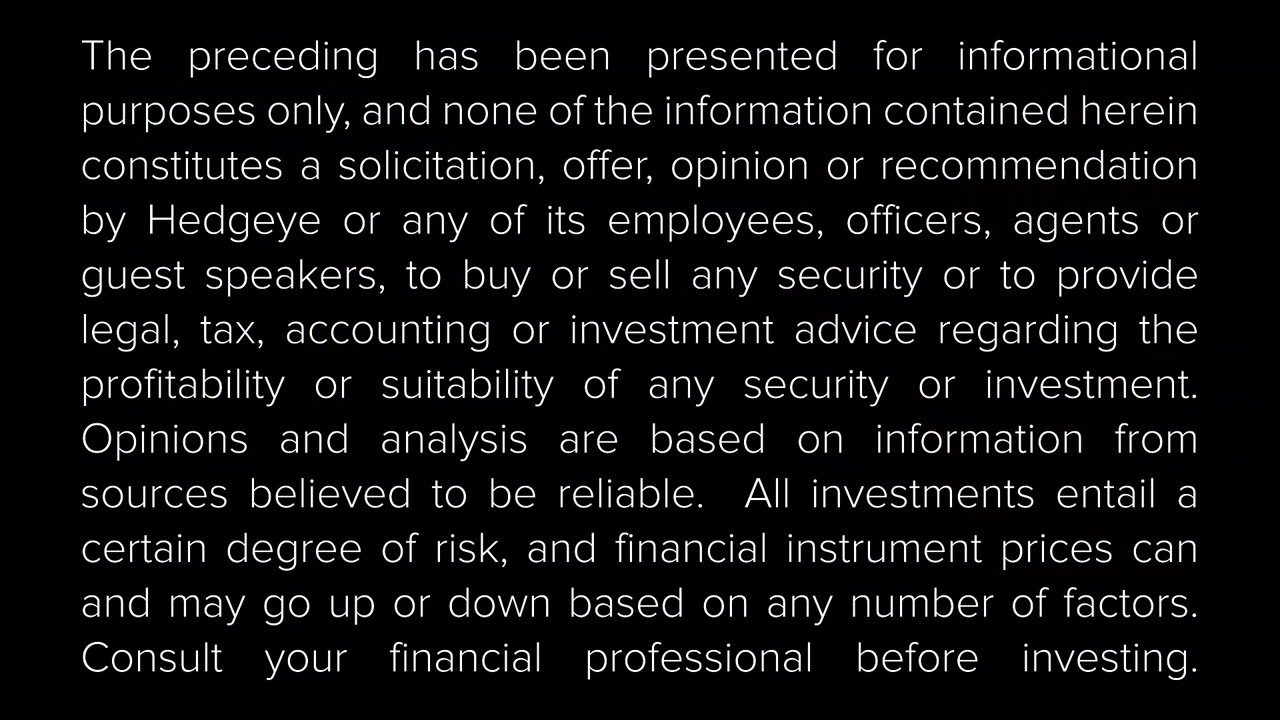 The preceding has been presented for informational
purposes only, and none of the information contained herein
constitutes a solicitation, offer, opinion or recommendation
by Hedgeye or any of its employees, officers, agents or
guest speakers, to buy or sell any security or to provide
legal, tax, accounting or investment advice regarding the
profitability or suitability of any security or investment.
Opinions and analysis are based on information from
sources believed to be reliable.  All investments entail a
certain degree of risk, and financial instrument prices can
and may go up or down based on any number of factors.
Consult your financial professional before investing.